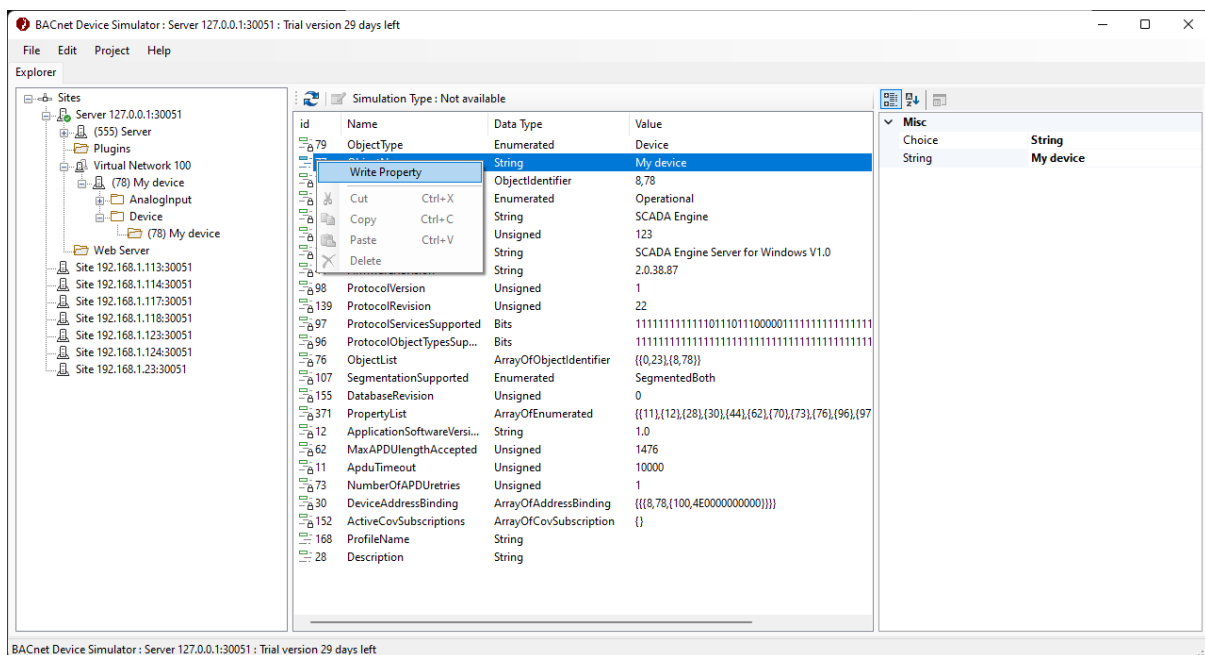 BACnet Device Simulator : Server 127.0.0.1:30051 : Trial version 29 days left
File Edit Project Help
Explorer
Sites
Server 127.0.0.1:30051
(555) Server
Plugins
Virtual Network 100
(78) My device
AnalogInput
Device
(78) My device
Web Server
Site 192.168.1.113:30051
Site 192.168.1.114:30051
Site 192.168.1.117:30051
Site 192.168.1.118:30051
Site 192.168.1.123:30051
Site 192.168.1.124:30051
Site 192.168.1.23:30051
Simulation Type : Not available
id Name Data Type Value
79 ObjectType Enumerated Device
String My device
ObjectIdentifier 8,78
Enumerated Operational
String SCADA Engine
Unsigned 123
String SCADA Engine Server for Windows V1.0
String 2.0.38.87
98 ProtocolVersion Unsigned 1
139 ProtocolRevision Unsigned 22
97 ProtocolServicesSupported Bits
96 ProtocolObjectTypesSup... Bits
76 ObjectList ArrayOfObjectIdentifier {{0,23},{8,78}}
107 SegmentationSupported Enumerated SegmentedBoth
155 DatabaseRevision Unsigned 0
371 PropertyList ArrayOfEnumerated {{11},{12},{28},{30},{44},{62},{70},{73},{76},{96},{97
12 ApplicationSoftwareVersi... String 1.0
62 MaxAPDUlengthAccepted Unsigned 1476
11 ApduTimeout Unsigned 10000
73 NumberOfAPDUretries Unsigned 1
30 DeviceAddressBinding ArrayOfAddressBinding {{{8,78,{100,4E0000000000}}}}
152 ActiveCovSubscriptions ArrayOfCovSubscription {}
168 ProfileName String
28 Description String
Write Property
Cut Ctrl+X
Copy Ctrl+C
Paste Ctrl+V
Delete
Misc
Choice String
String My device
BACnet Device Simulator : Server 127.0.0.1:30051 : Trial version 29 days left